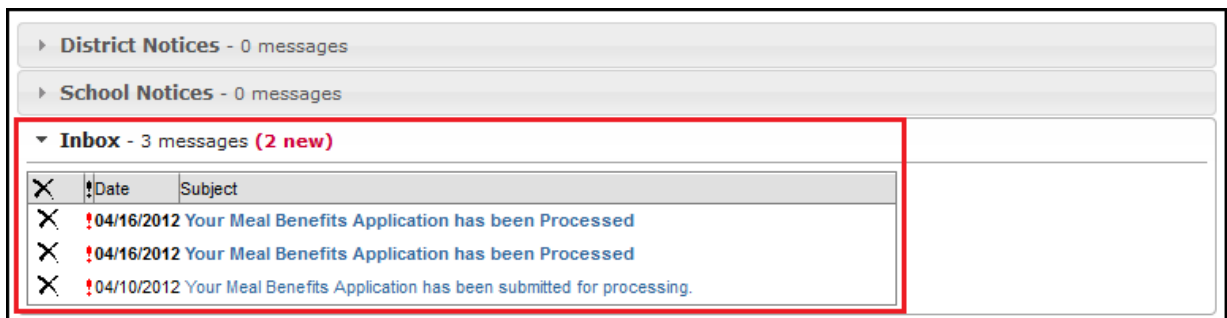 District Notices - 0 messages
School Notices - 0 messages
Inbox - 3 messages (2 new)
! Date Subject
! 04/16/2012 Your Meal Benefits Application has been Processed
! 04/16/2012 Your Meal Benefits Application has been Processed
! 04/10/2012 Your Meal Benefits Application has been submitted for processing.